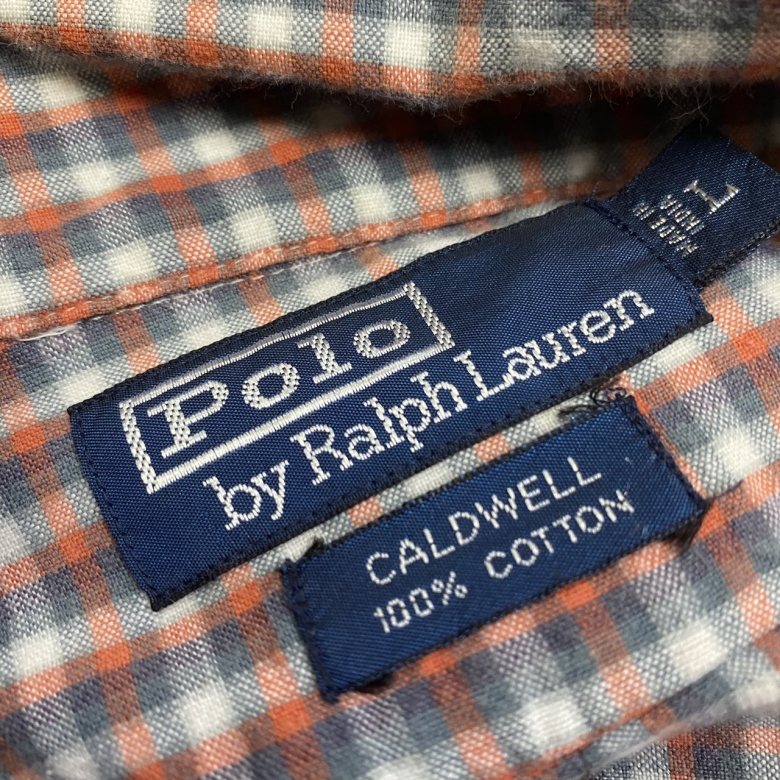 Polo
by Ralph Lauren
L
CALDWELL
100% COTTON